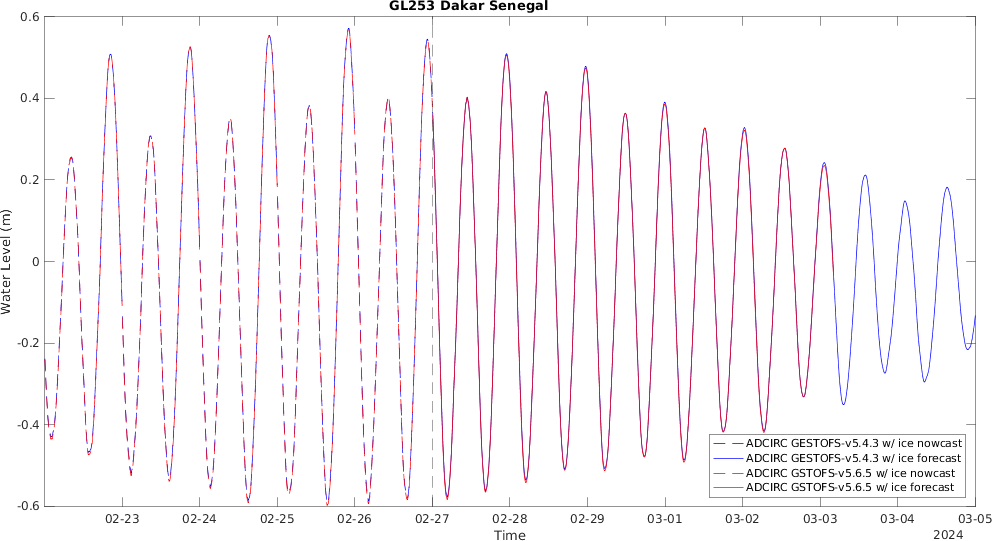 GL253 Dakar Senegal
0.6
0.4
0.2
0
-0.2
-0.4
-0.6
Water Level (m)
ADCIRC GESTOFS-v5.4.3 w/ ice nowcast
ADCIRC GESTOFS-v5.4.3 w/ ice forecast
ADCIRC GSTOFS-v5.6.5 w/ ice nowcast
ADCIRC GSTOFS-v5.6.5 w/ ice forecast
02-23 02-24 02-25 02-26 02-27 02-28 02-29 03-01 03-02 03-03 03-04 03-05
Time
2024